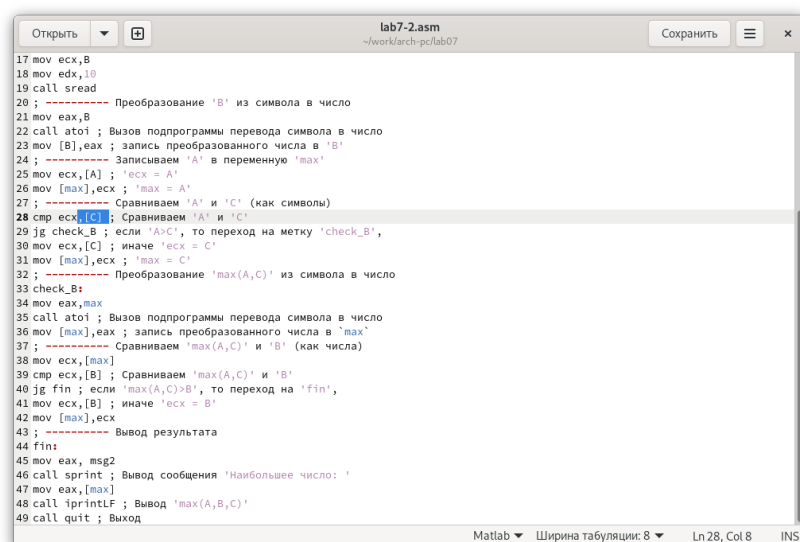 Открыть
lab7-2.asm
~/work/arch-pc/lab07
Сохранить
17 mov ecx,B
18 mov edx,10
19 call sread
20 ; ---------- Преобразование 'B' из символа в число
21 mov eax,B
22 call atoi ; Вызов подпрограммы перевода символа в число
23 mov [B],eax ; запись преобразованного числа в 'B'
24 ; ---------- Записываем 'A' в переменную 'max'
25 mov ecx,[A] ; 'ecx = A'
26 mov [max],ecx ; 'max = A'
27 ; ---------- Сравниваем 'A' и 'С' (как символы)
28 cmp ecx,[C] ; Сравниваем 'A' и 'С'
29 jg check_B ; если 'A>C', то переход на метку 'check_B',
30 mov ecx,[C] ; иначе 'ecx = C'
31 mov [max],ecx ; 'max = C'
32 ; ---------- Преобразование 'max(A,C)' из символа в число
33 check_B:
34 mov eax,max
35 call atoi ; Вызов подпрограммы перевода символа в число
36 mov [max],eax ; запись преобразованного числа в `max`
37 ; ---------- Сравниваем 'max(A,C)' и 'B' (как числа)
38 mov ecx,[max]
39 cmp ecx,[B] ; Сравниваем 'max(A,C)' и 'B'
40 jg fin ; если 'max(A,C)>B', то переход на 'fin',
41 mov ecx,[B] ; иначе 'ecx = B'
42 mov [max],ecx
43 ; ---------- Вывод результата
44 fin:
45 mov eax, msg2
46 call sprint ; Вывод сообщения 'Наибольшее число: '
47 mov eax,[max]
48 call iprintLF ; Вывод 'max(A,B,C)'
49 call quit ; Выход
Matlab Ширина табуляции: 8 Ln 28, Col 8 INS